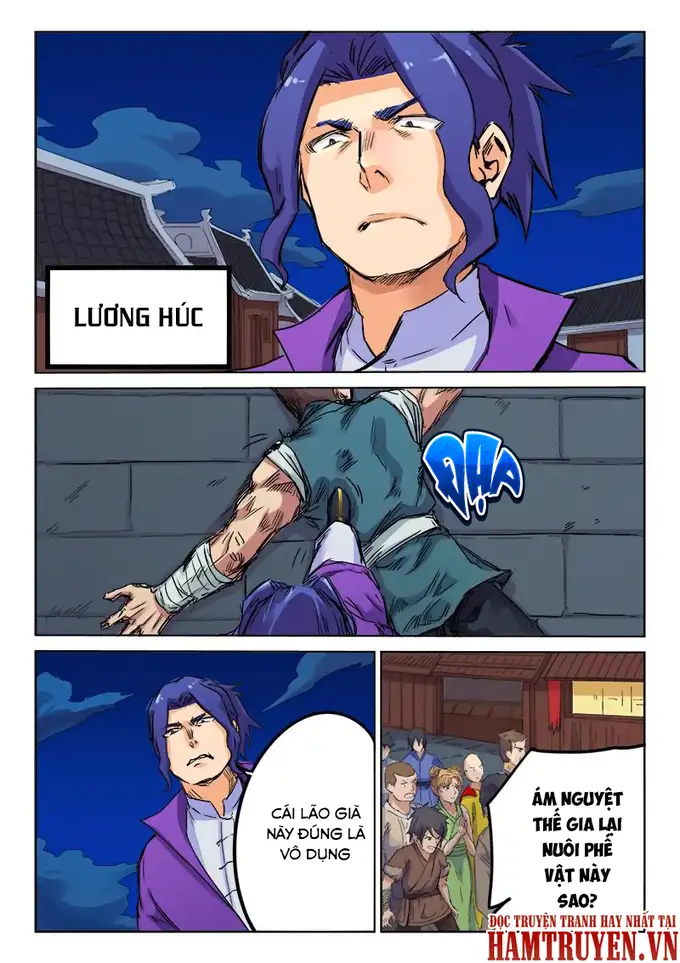 LƯƠNG HÚC
ĐẠA
CÁI LÃO GIÀ
NÀY ĐÚNG LÀ
VÔ DỤNG
ÁM NGUYỆT
THẾ GIA LẠI
NUÔI PHẾ
VẬT NÀY
SAO?
ĐỌC TRUYỆN TRANH HAY NHẤT TẠI
HAMTRUYEN.VN